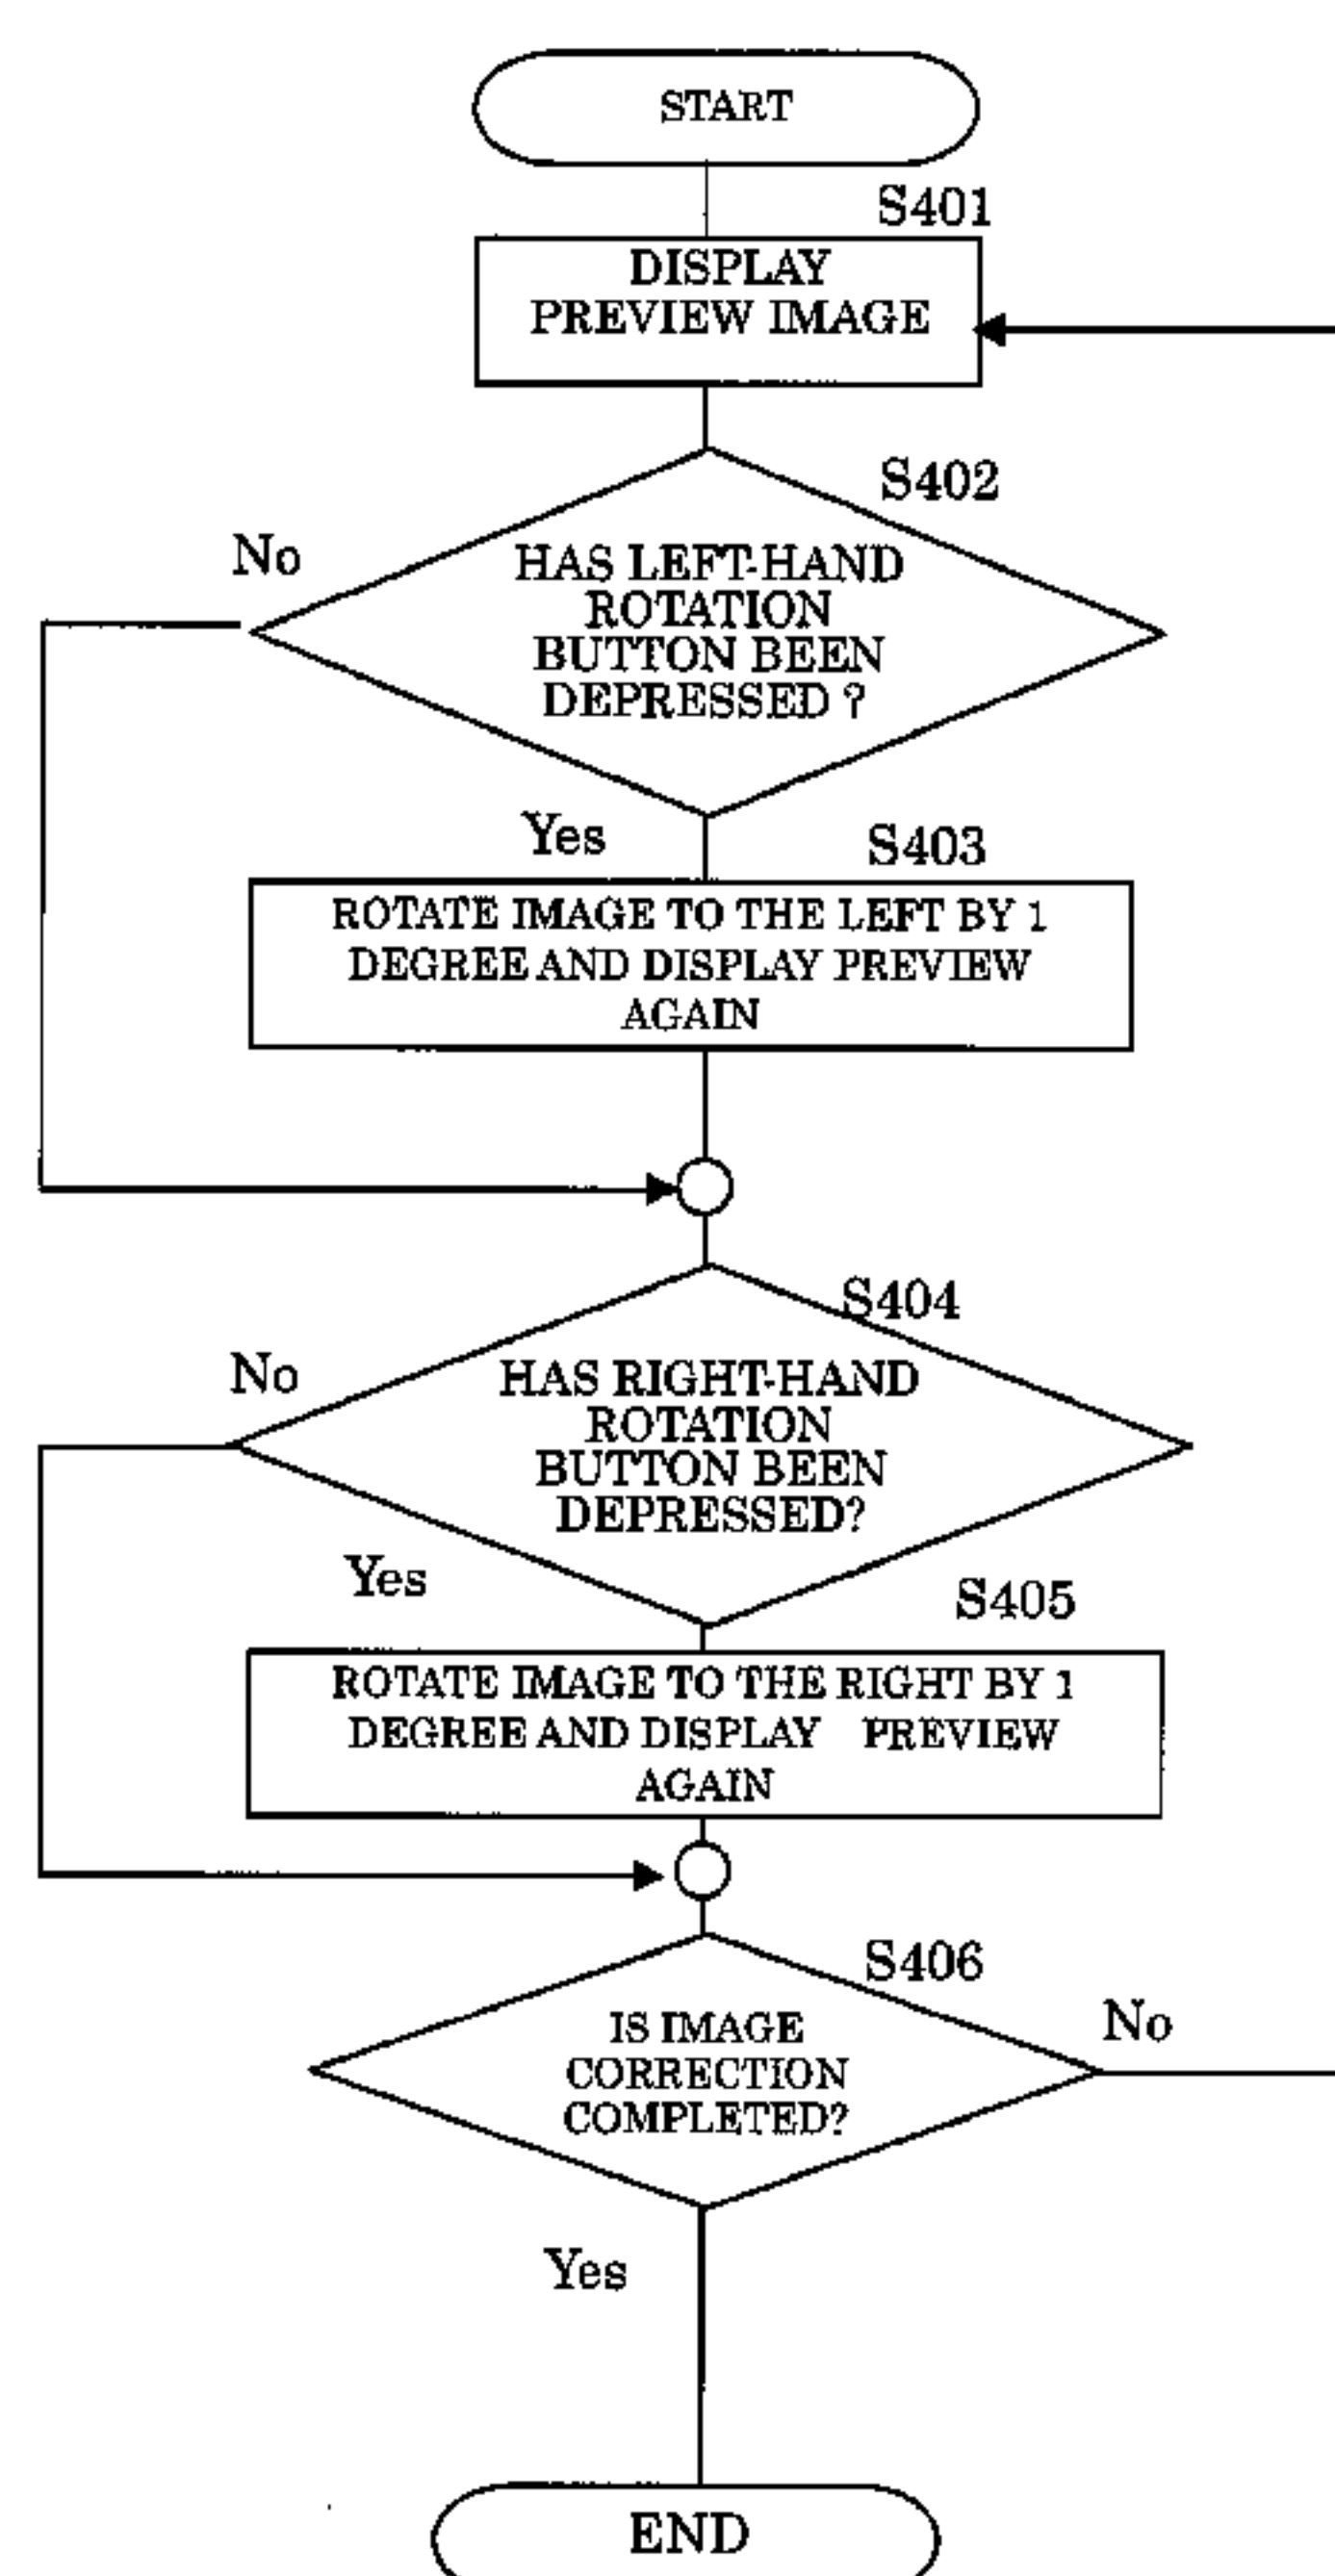 START
S401
DISPLAY
PREVIEW IMAGE
S402
No
HAS LEFT-HAND
ROTATION
BUTTON BEEN
DEPRESSED ?
Yes
S403
ROTATE IMAGE TO THE LEFT BY 1
DEGREE AND DISPLAY PREVIEW
AGAIN
S404
No
HAS RIGHT-HAND
ROTATION
BUTTON BEEN
DEPRESSED?
Yes
S405
ROTATE IMAGE TO THE RIGHT BY 1
DEGREE AND DISPLAY PREVIEW
AGAIN
S406
No
IS IMAGE
CORRECTION
COMPLETED?
Yes
END